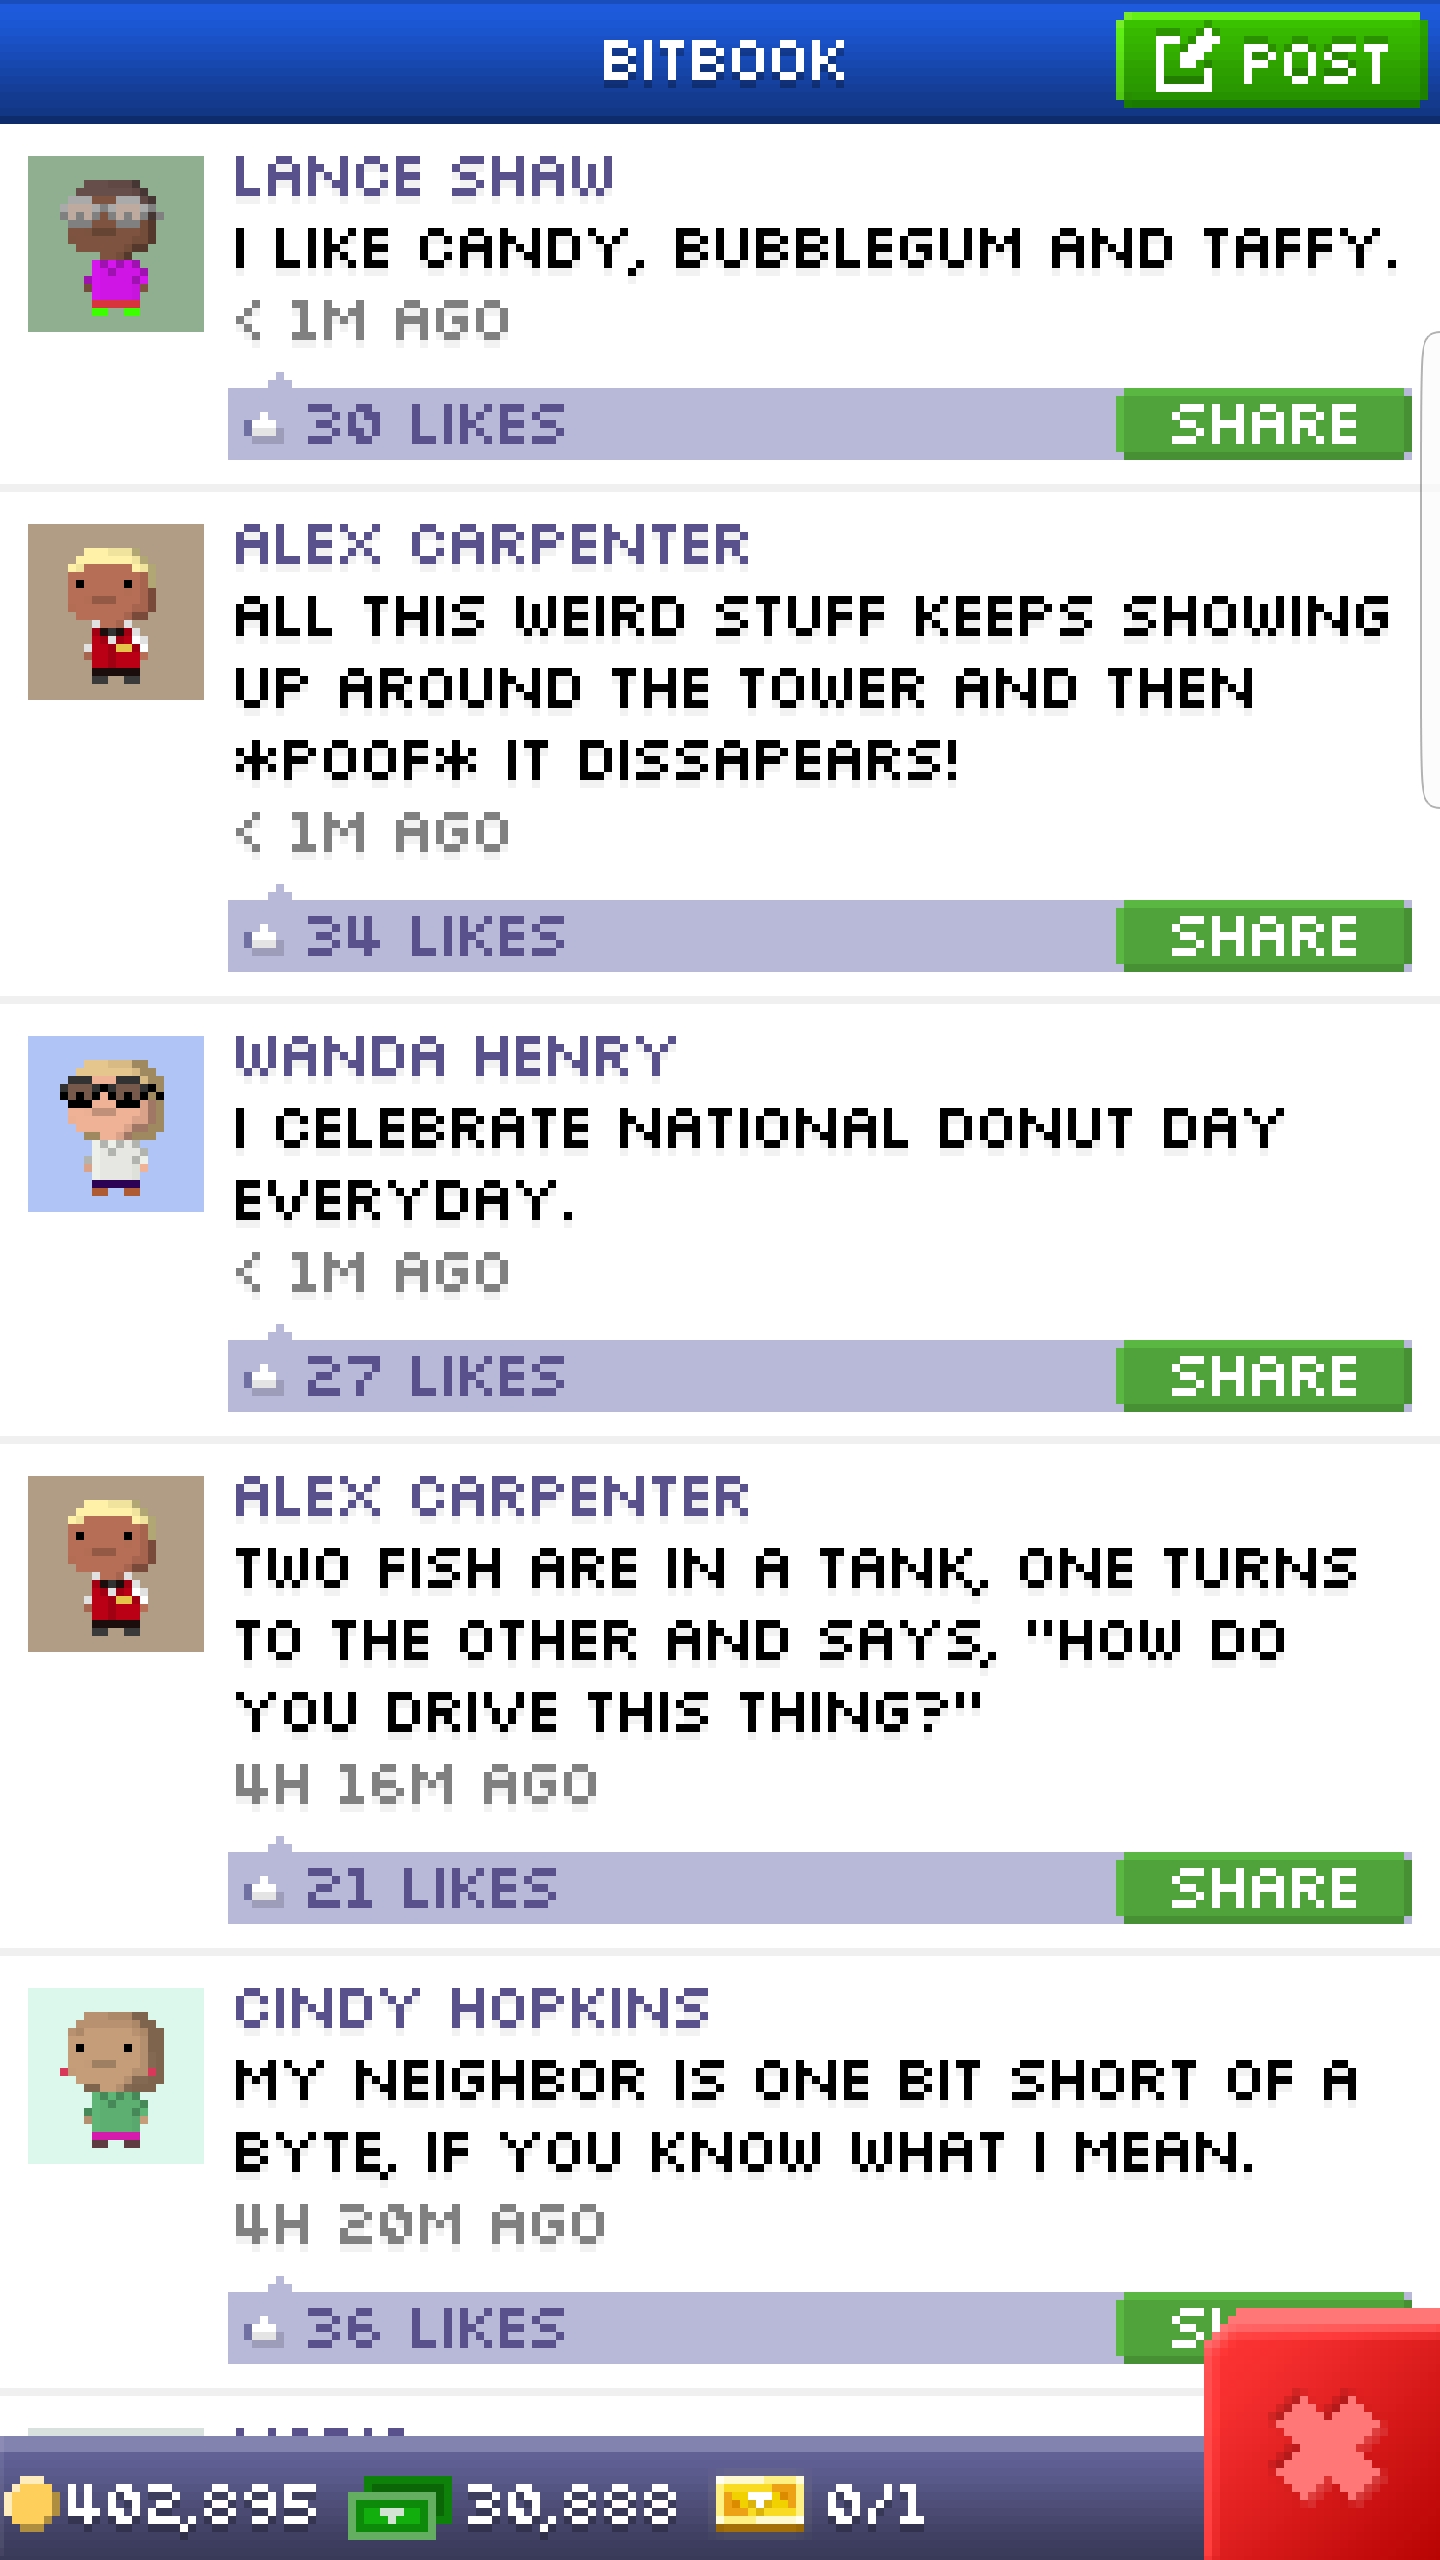 BITBOOK
POST
LANCE SHAW
I LIKE CANDY, BUBBLEGUM AND TAFFY.
< 1M AGO
30 LIKES
SHARE
ALEX CARPENTER
ALL THIS WEIRD STUFF KEEPS SHOWING
UP AROUND THE TOWER AND THEN
*POOF* IT DISSAPEARS!
< 1M AGO
34 LIKES
SHARE
WANDA HENRY
I CELEBRATE NATIONAL DONUT DAY
EVERYDAY.
< 1M AGO
27 LIKES
SHARE
ALEX CARPENTER
TWO FISH ARE IN A TANK, ONE TURNS
TO THE OTHER AND SAYS, "HOW DO
YOU DRIVE THIS THING?"
4H 16M AGO
21 LIKES
SHARE
CINDY HOPKINS
MY NEIGHBOR IS ONE BIT SHORT OF A
BYTE, IF YOU KNOW WHAT I MEAN.
4H 20M AGO
36 LIKES
402,895
30,888
0/1